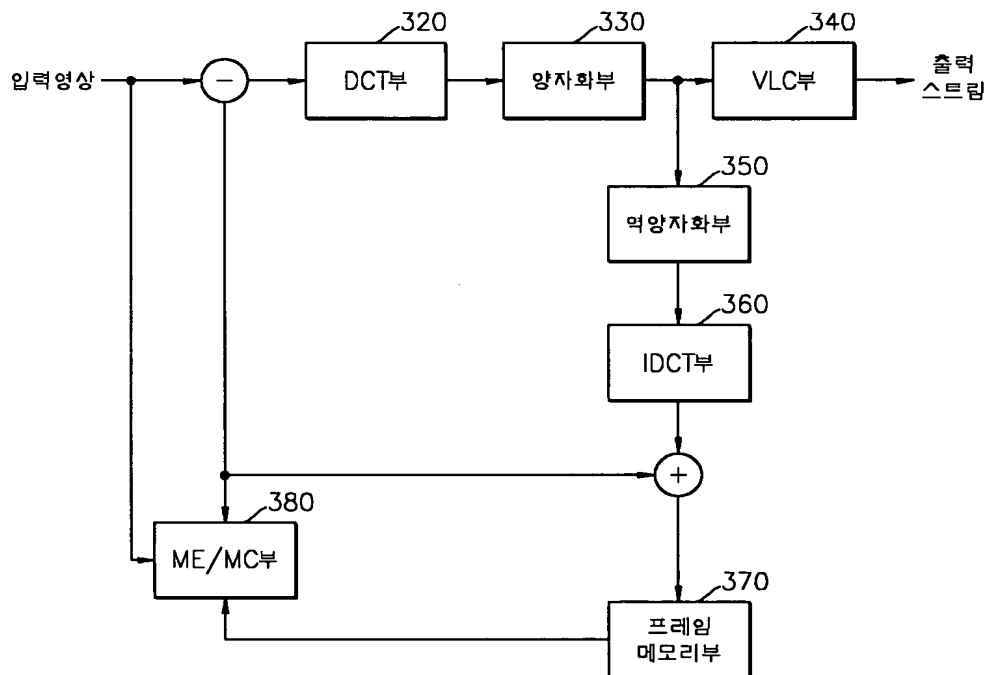 320
330
340
입력영상
−
DCT부
양자화부
VLC부
출력
스트림
350
역양자화부
360
IDCT부
+
380
ME/MC부
370
프레임
메모리부